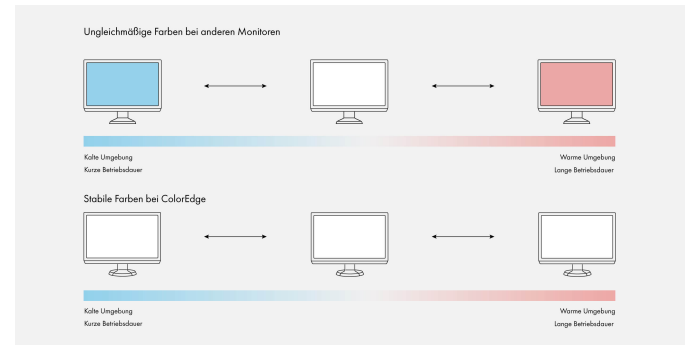 Ungleichmäßige Farben bei anderen Monitoren
Kalte Umgebung
Warme Umgebung
Kurze Betriebsdauer
Lange Betriebsdauer
Stabile Farben bei ColorEdge
Kalte Umgebung
Warme Umgebung
Kurze Betriebsdauer
Lange Betriebsdauer